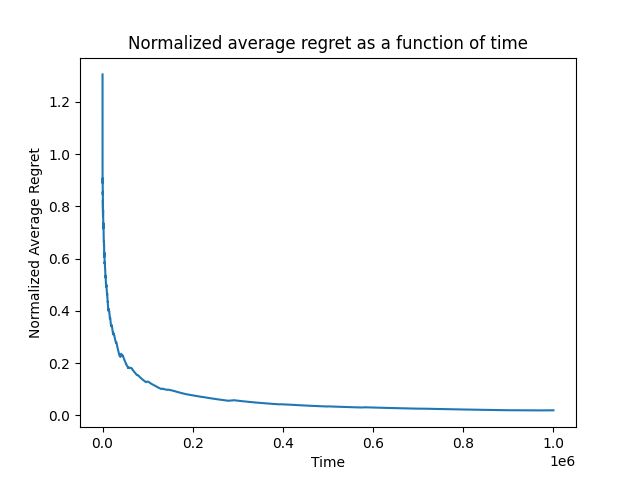 Normalized average regret as a function of time
Normalized Average Regret
1.2
1.0
0.8
0.6
0.4
0.2
0.0
0.0 0.2 0.4 0.6 0.8 1.0
1e6
Time